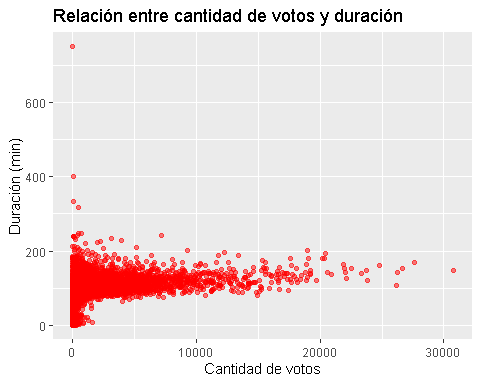 Relación entre cantidad de votos y duración
Duración (min)
600
400
200
0
0
10000
20000
30000
Cantidad de votos